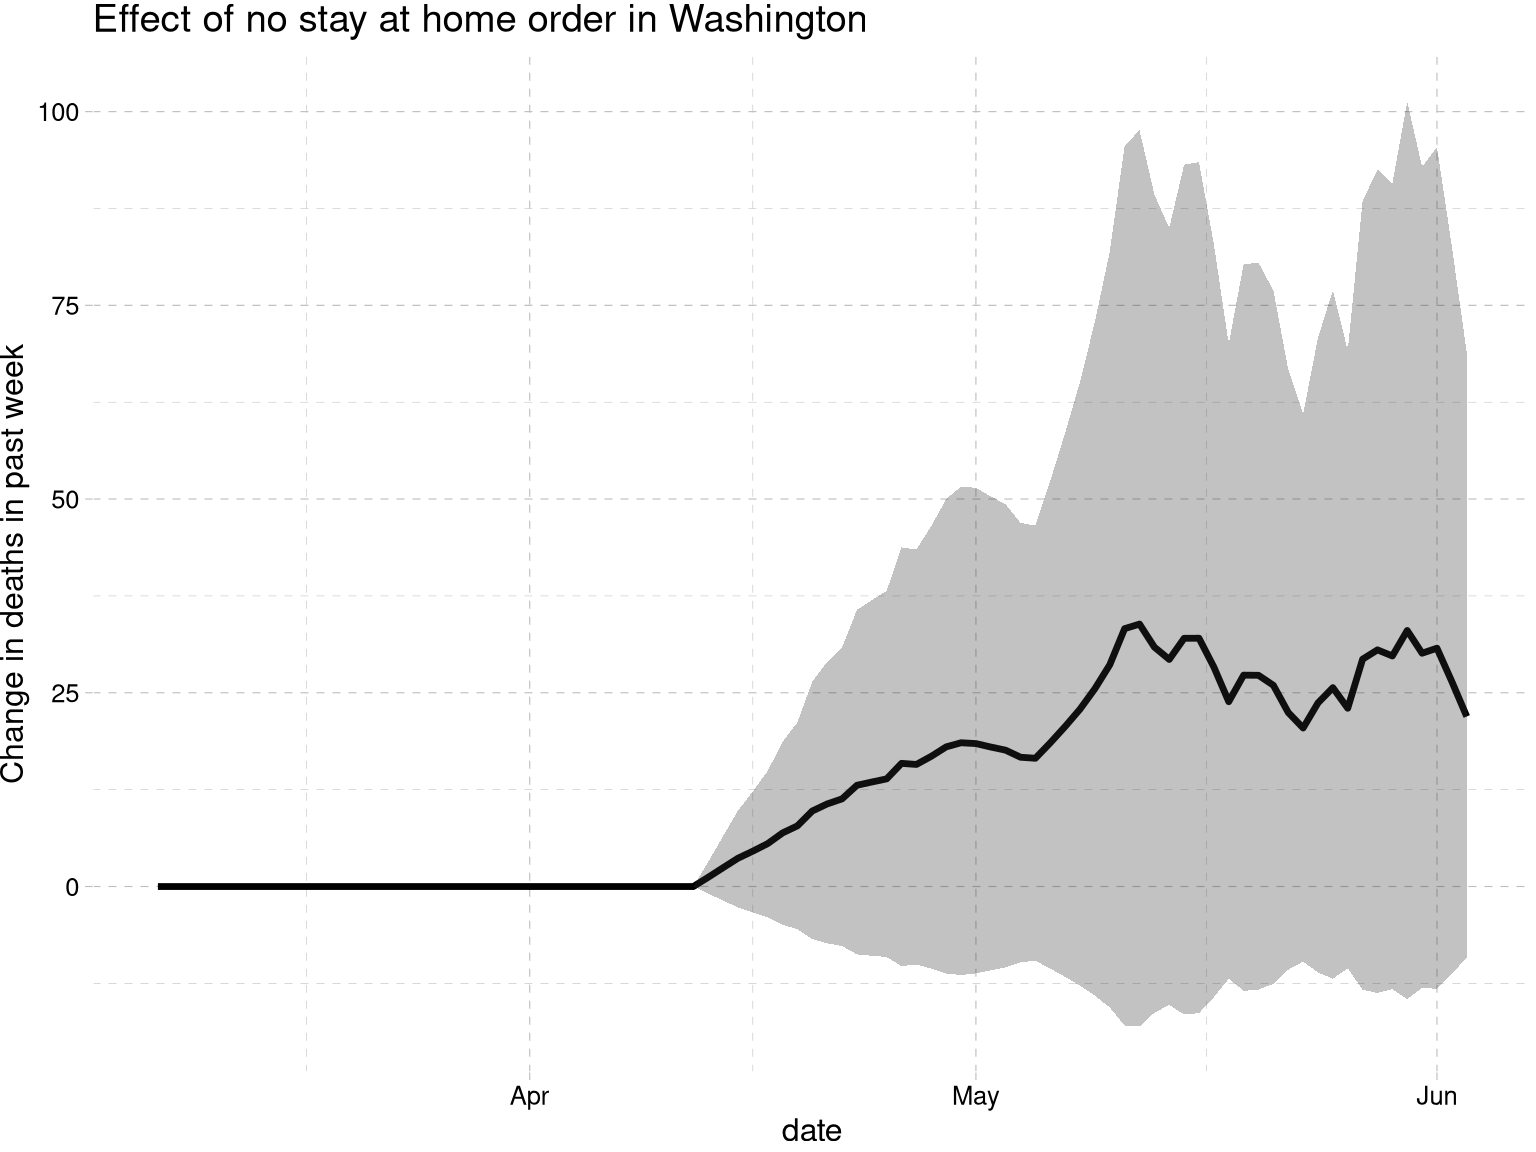 Effect of no stay at home order in Washington
Change in deaths in past week
100
75
50
25
0
Apr
May
Jun
date